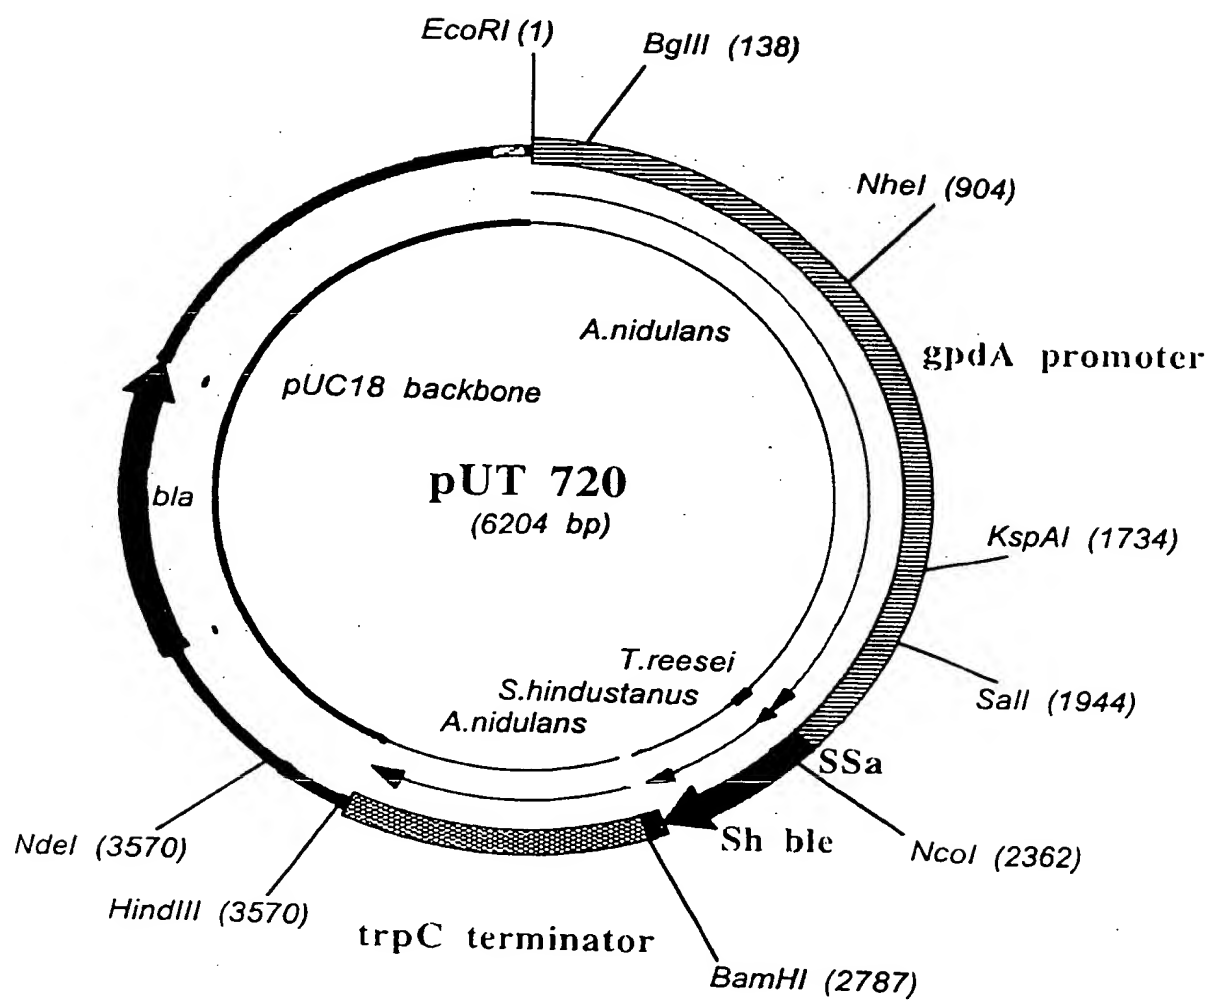 EcoRI (1)
BglII (138)
NheI (904)
A.nidulans
gpdA promoter
pUC18 backbone
pUT 720
(6204 bp)
bla
KspAI (1734)
T.reesei
S.hindustanus
A.nidulans
SalI (1944)
SSa
Sh ble
NdeI (3570)
NcoI (2362)
HindIII (3570)
trpC terminator
BamHI (2787)